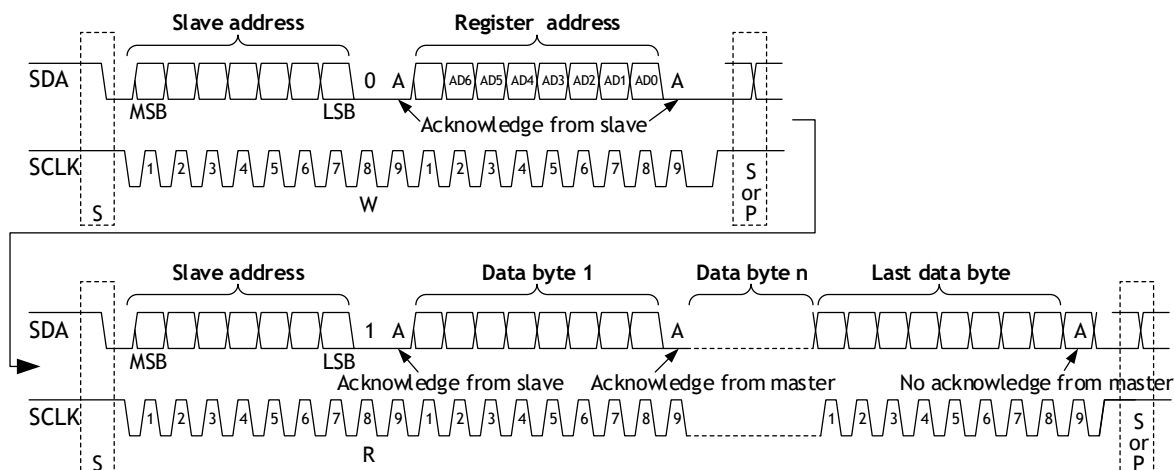 Slave address Register address
SDA 0 A AD6 AD5 AD4 AD3 AD2 AD1 AD0 A
MSB LSB Acknowledge from slave
SCLK 1 2 3 4 5 6 7 8 9 1 2 3 4 5 6 7 8 9
S W S or P
Slave address Data byte 1 Data byte n Last data byte
SDA 1 A A A
MSB LSB
Acknowledge from slave Acknowledge from master No acknowledge from master
SCLK 1 2 3 4 5 6 7 8 9 1 2 3 4 5 6 7 8 9 1 2 3 4 5 6 7 8 9
S R S or P